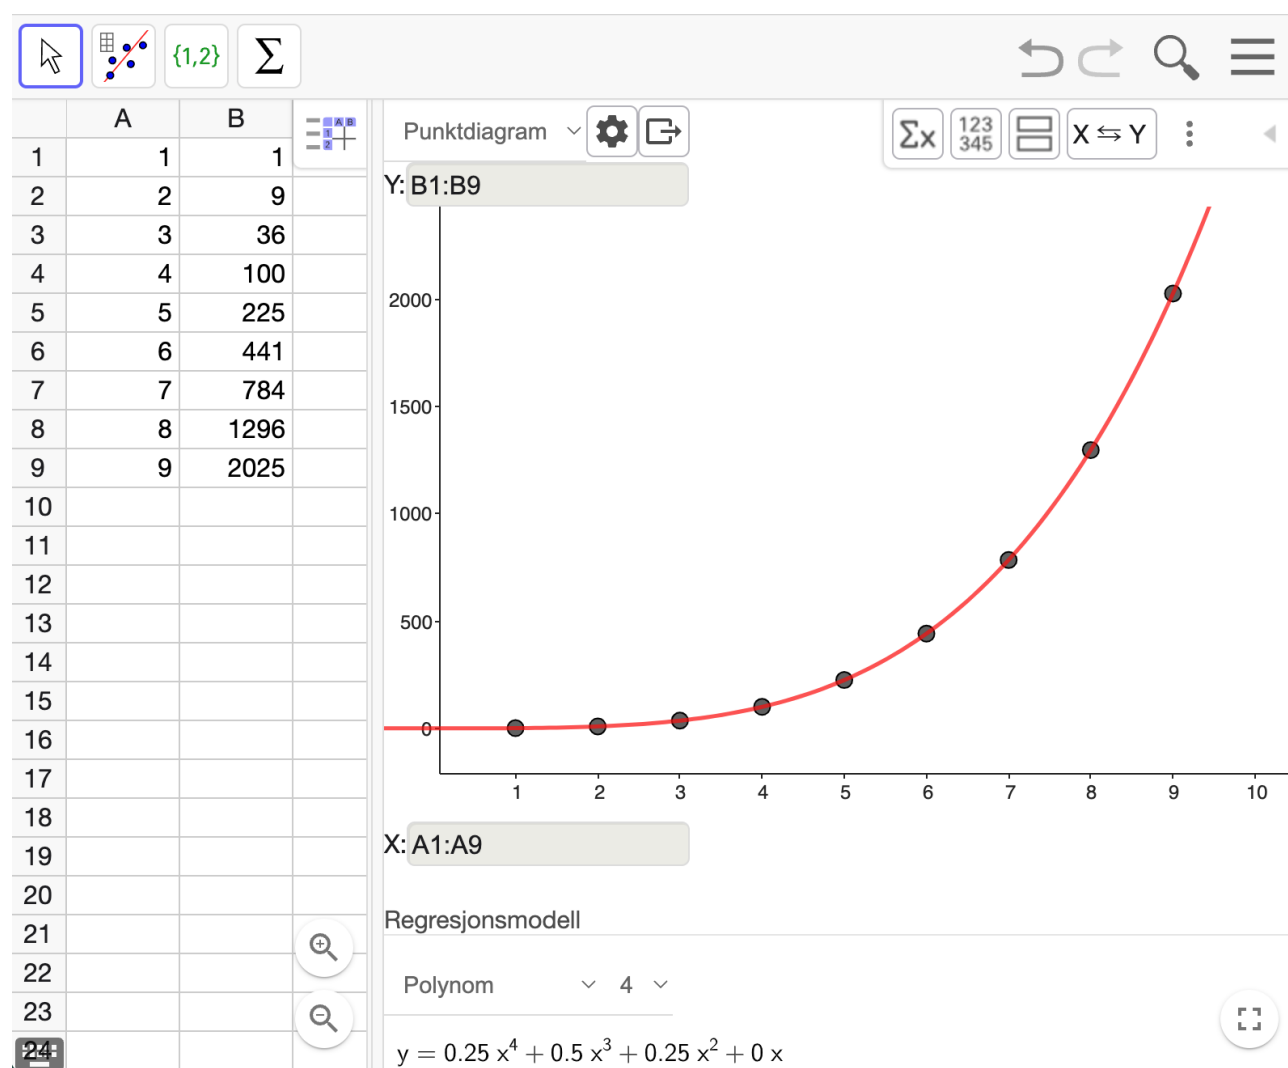 {1,2} Σ
A B
1 1 1
2 2 9
3 3 36
4 4 100
5 5 225
6 6 441
7 7 784
8 8 1296
9 9 2025
10
11
12
13
14
15
16
17
18
19
20
21
22
23
24
A B
1
2
Punktdiagram
Σx 123 345 X ⇆ Y
Y: B1:B9
2000
1500
1000
500
0
1 2 3 4 5 6 7 8 9 10
X: A1:A9
Regresjonsmodell
Polynom 4
y = 0.25 x⁴ + 0.5 x³ + 0.25 x² + 0 x